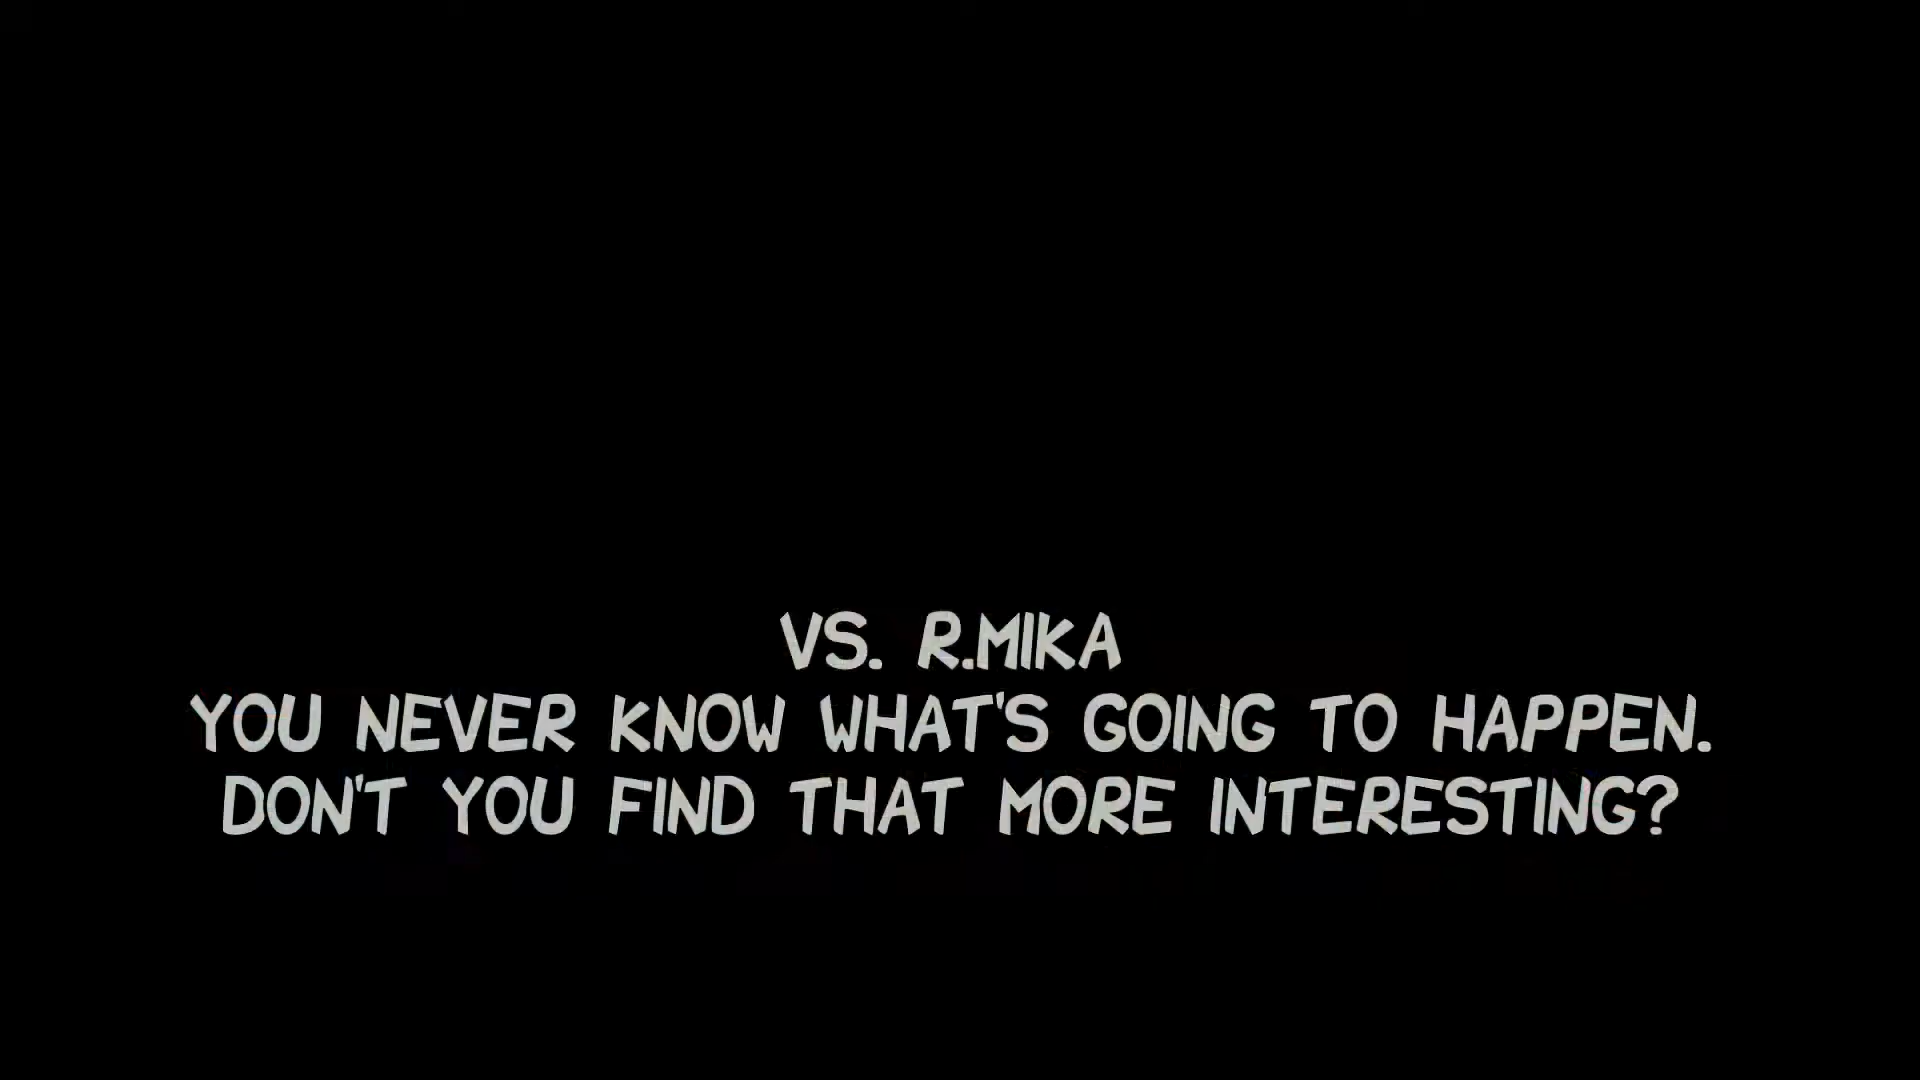 VS. R.MIKA
YOU NEVER KNOW WHAT'S GOING TO HAPPEN.
DON'T YOU FIND THAT MORE INTERESTING?